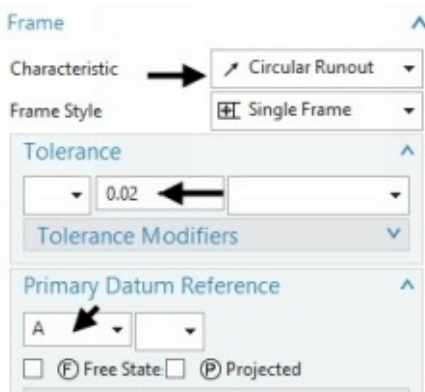 Frame
Characteristic Circular Runout
Frame Style Single Frame
Tolerance
0.02
Tolerance Modifiers
Primary Datum Reference
A
Ⓕ Free State Ⓟ Projected